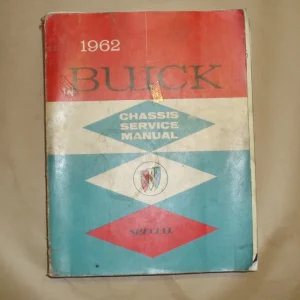 1962
BUICK
CHASSIS
SERVICE
MANUAL
SPECIAL